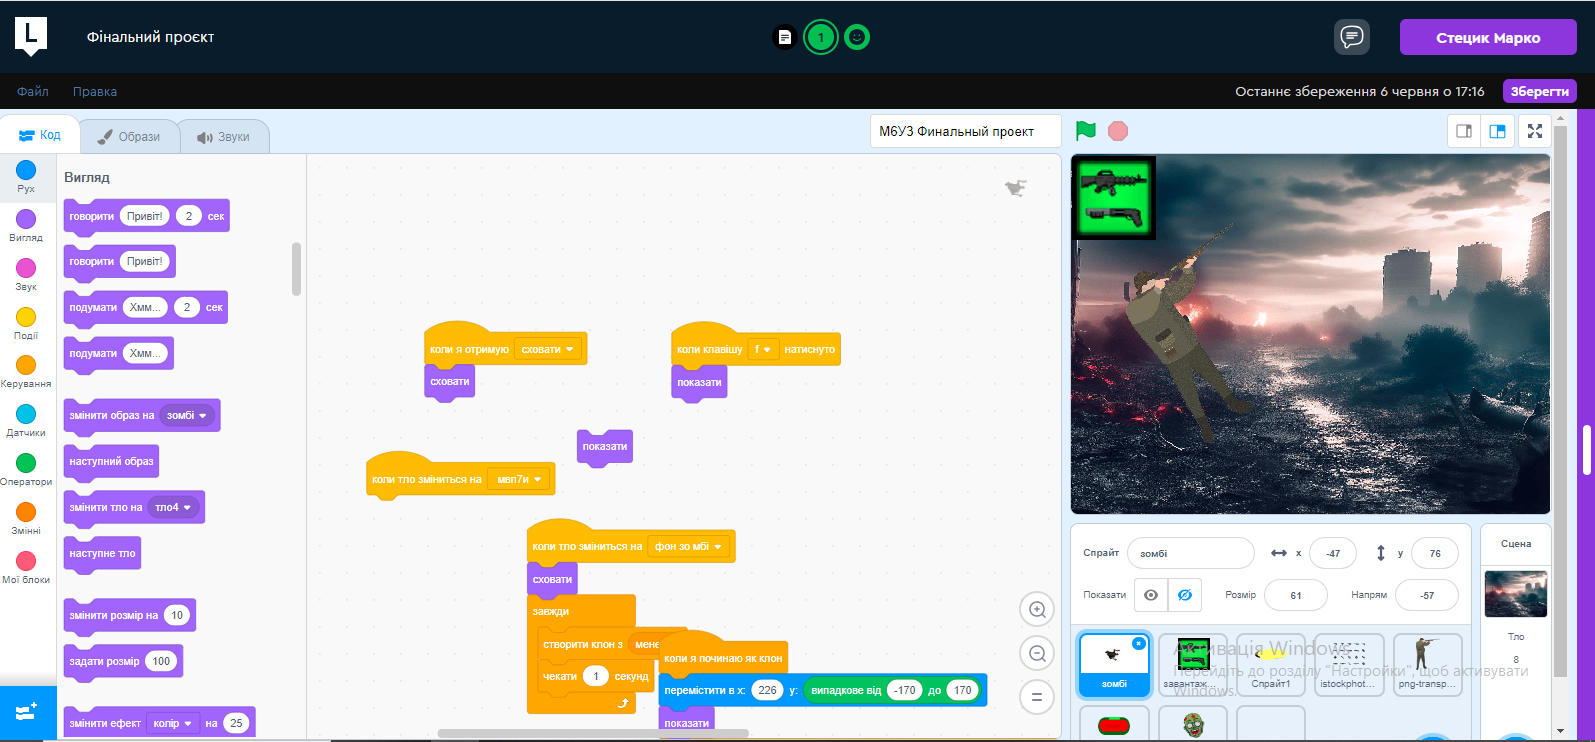 L
Фінальний проєкт
1
Стецик Марко
Файл
Правка
Останнє збереження 6 червня о 17:16
Зберегти
Код
Образи
Звуки
М6У3 Финальный проект
Рух
Вигляд
Звук
Події
Керування
Датчики
Оператори
Змінні
Мої блоки
Вигляд
говорити Привіт! 2 сек
говорити Привіт!
подумати Хмм... 2 сек
подумати Хмм...
змінити образ на зомбі
наступний образ
змінити тло на тло4
наступне тло
змінити розмір на 10
задати розмір 100
змінити ефект колір на 25
коли я отримую сховати
сховати
коли клавішу f натиснуто
показати
показати
коли тло зміниться на мвп7и
коли тло зміниться на фон зо мбі
сховати
завжди
створити клон з мене
чекати 1 секунд
коли я починаю як клон
перемістити в x: 226 y: випадкове від -170 до 170
показати
Спрайт зомбі x -47 y 76
Показати Розмір 61 Напрям -57
Сцена
Тло
8
зомбі
завантаж...
Спрайт1
istockphot...
png-transp...
Активація Windows
Перейдіть до розділу "Настройки", щоб активувати
Windows.